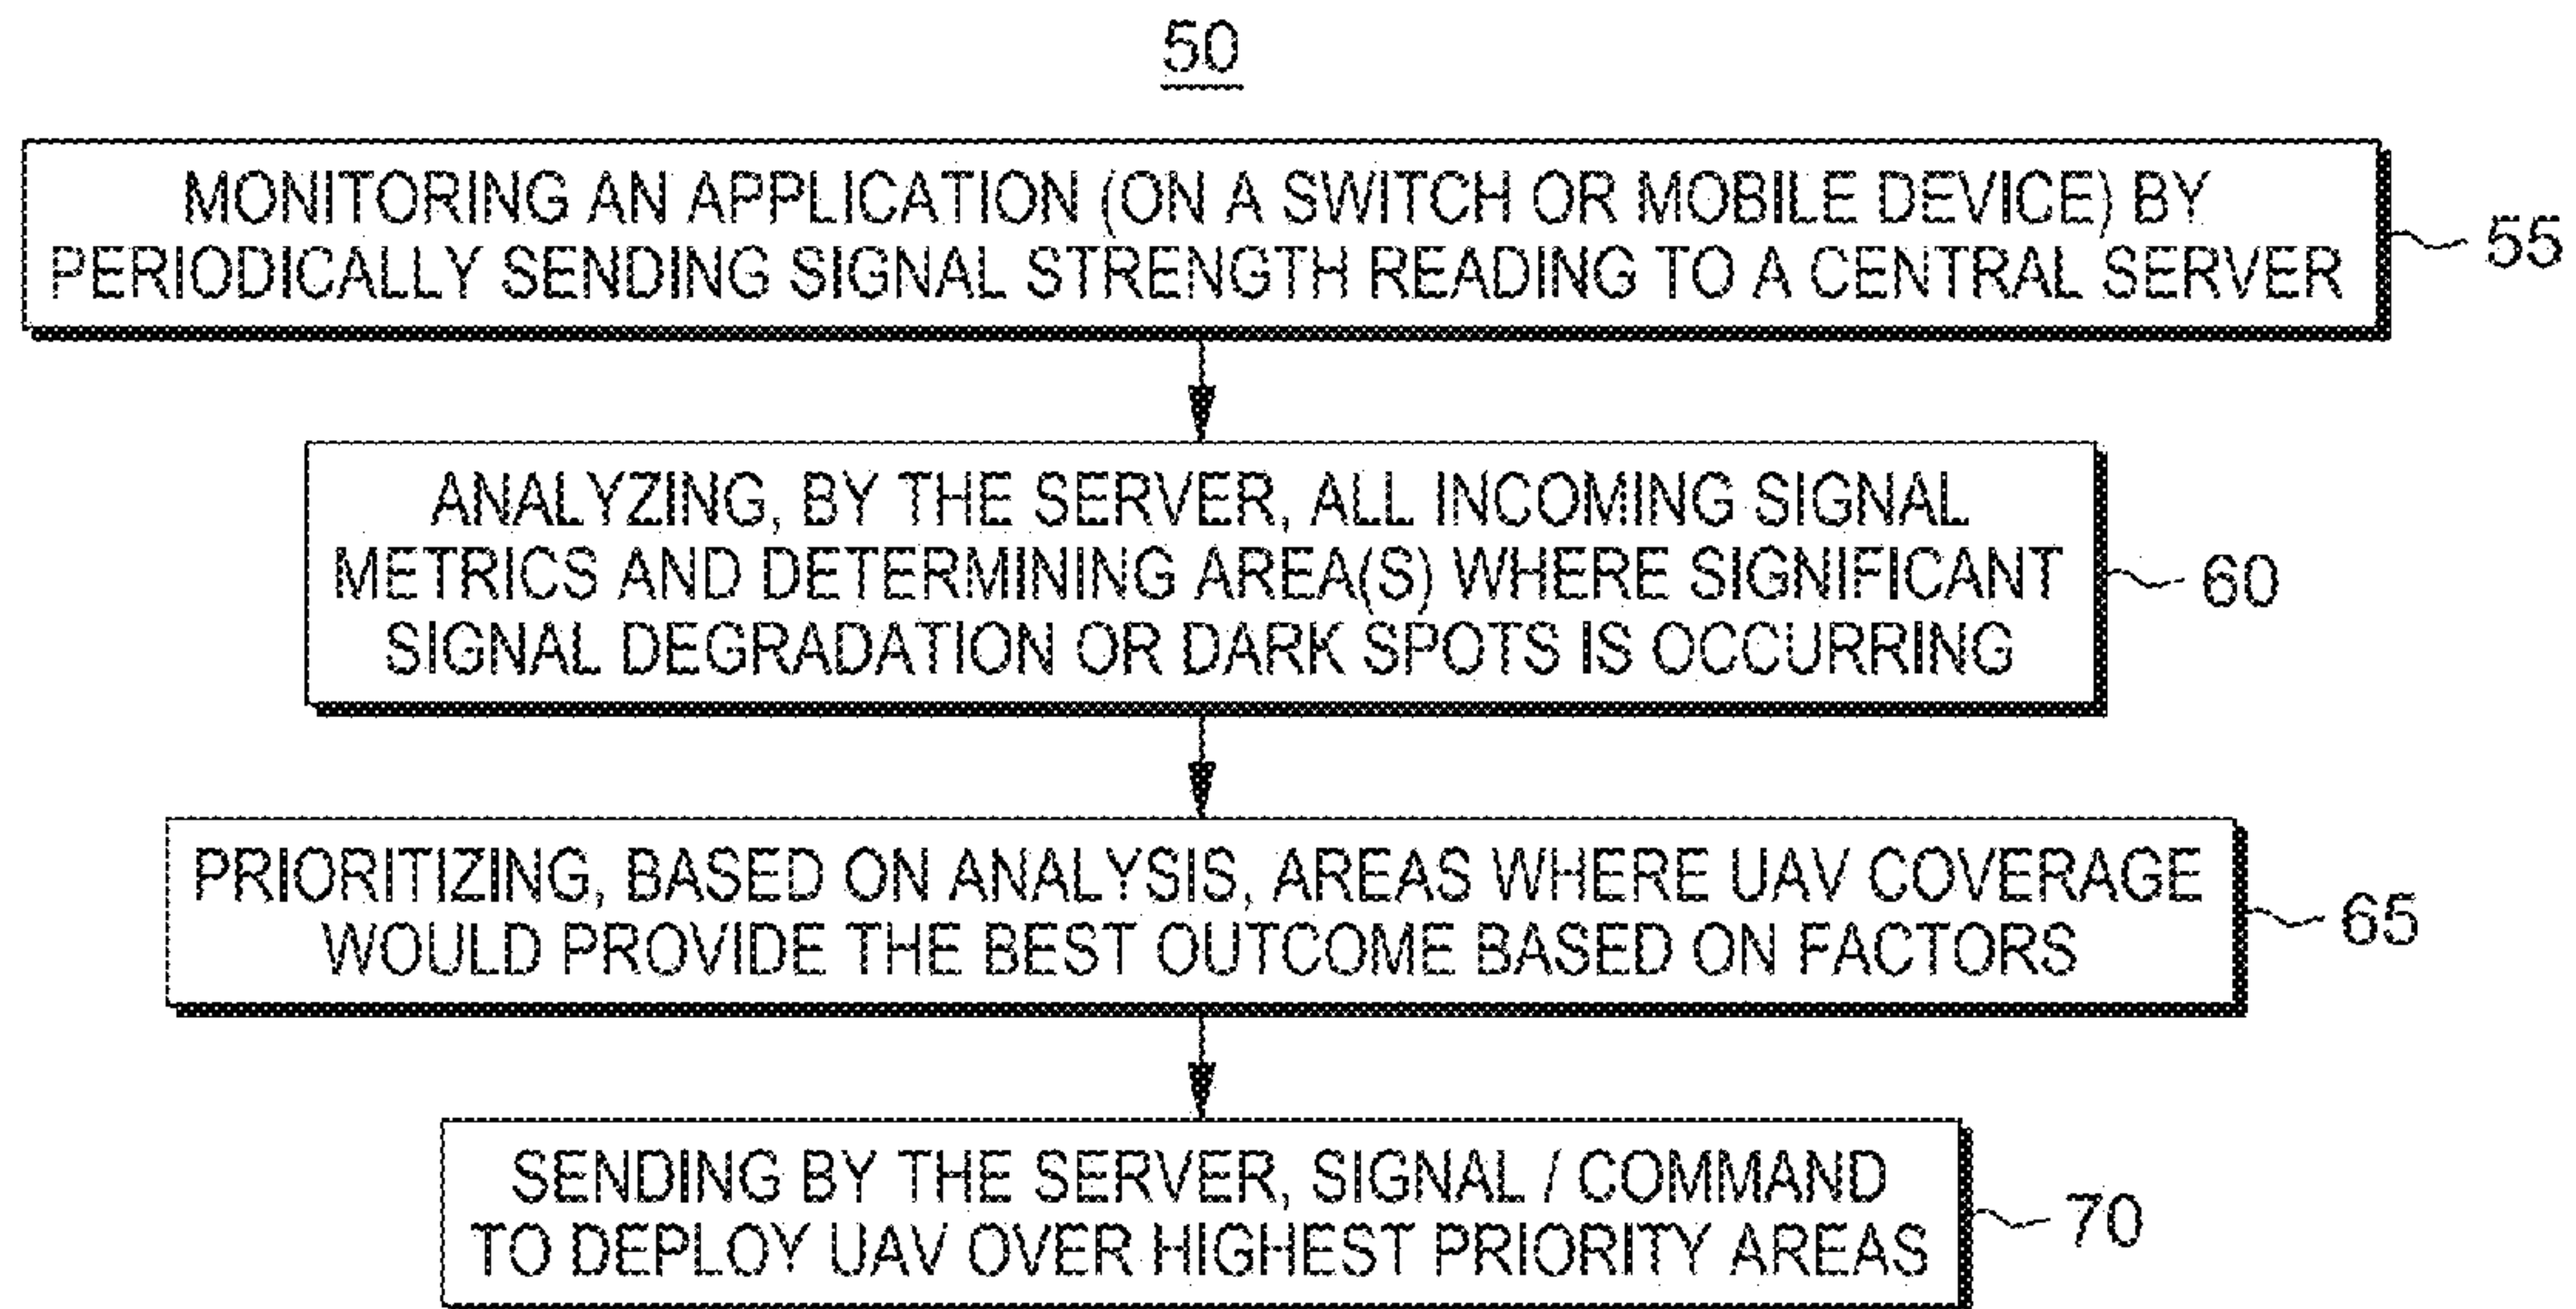 50
MONITORING AN APPLICATION (ON A SWITCH OR MOBILE DEVICE) BY
PERIODICALLY SENDING SIGNAL STRENGTH READING TO A CENTRAL SERVER
55
ANALYZING, BY THE SERVER, ALL INCOMING SIGNAL
METRICS AND DETERMINING AREA(S) WHERE SIGNIFICANT
SIGNAL DEGRADATION OR DARK SPOTS IS OCCURRING
60
PRIORITIZING, BASED ON ANALYSIS, AREAS WHERE UAV COVERAGE
WOULD PROVIDE THE BEST OUTCOME BASED ON FACTORS
65
SENDING BY THE SERVER, SIGNAL / COMMAND
TO DEPLOY UAV OVER HIGHEST PRIORITY AREAS
70